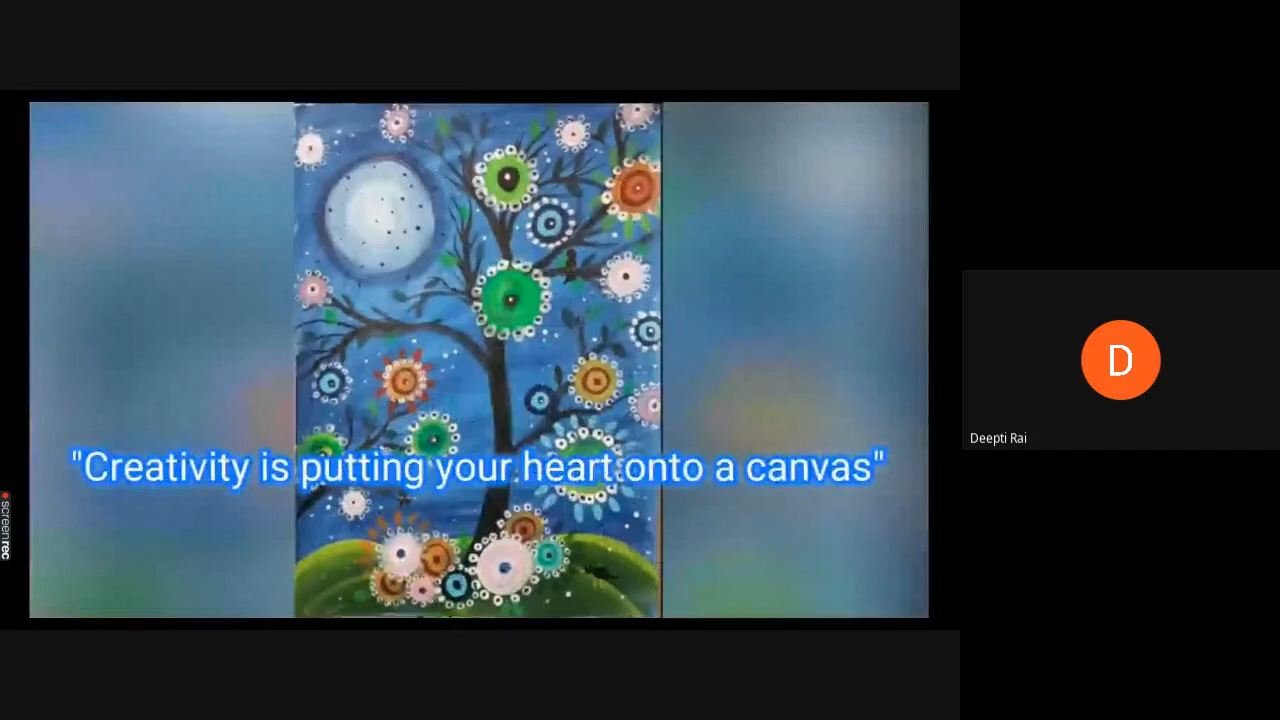 "Creativity is putting your heart onto a canvas"
D
Deepti Rai
screenrec